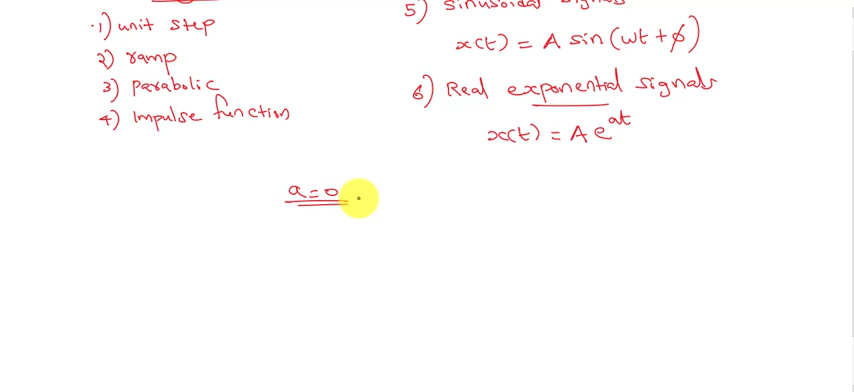 1) unit step
2) ramp
3) Parabolic
4) Impulse function
5) Sinusoidal signals
x(t) = A sin(ωt + ϕ)
6) Real exponential signals
x(t) = A e^{at}
a = 0